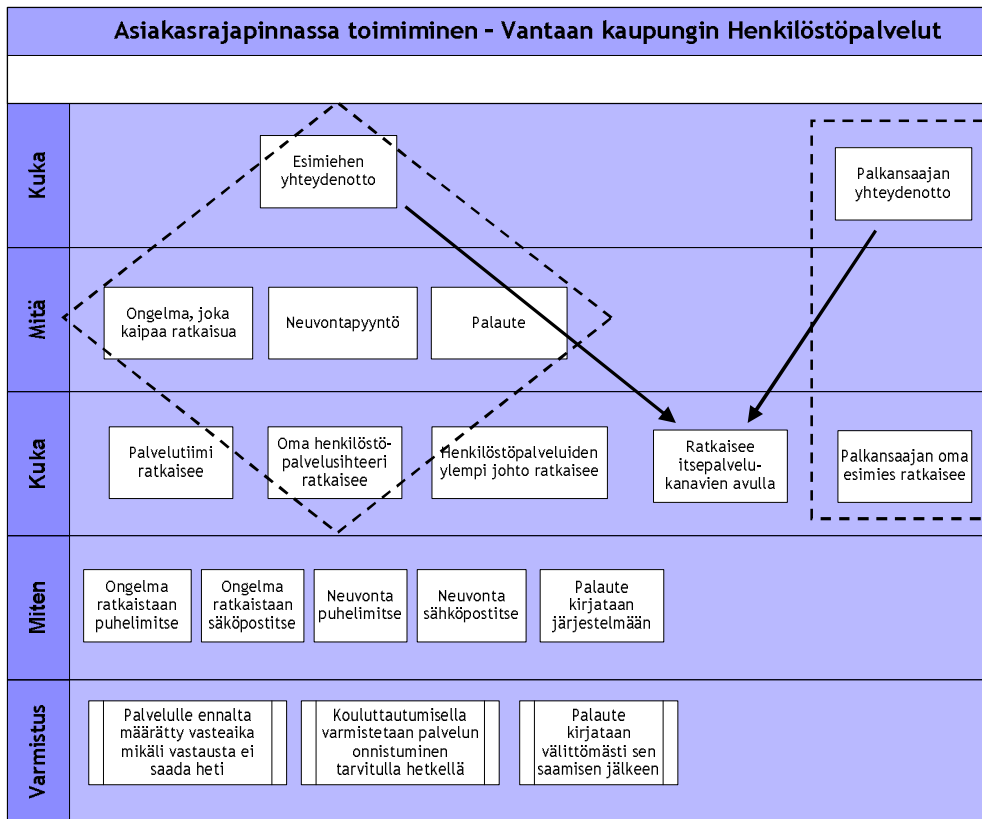 Asiakasrajapinnassa toimiminen – Vantaan kaupungin Henkilöstöpalvelut
Kuka
Esimiehen
yhteydenotto
Palkansaajan
yhteydenotto
Mitä
Ongelma, joka
kaipaa ratkaisua
Neuvontapyyntö
Palaute
Kuka
Palvelutiimi
ratkaisee
Oma henkilöstö-
palvelusihteeri
ratkaisee
Henkilöstöpalveluiden
ylempi johto ratkaisee
Ratkaisee
itsepalvelu-
kanavien avulla
Palkansaajan oma
esimies ratkaisee
Miten
Ongelma
ratkaistaan
puhelimitse
Ongelma
ratkaistaan
säköpostitse
Neuvonta
puhelimitse
Neuvonta
sähköpostitse
Palaute
kirjataan
järjestelmään
Varmistus
Palvelulle ennalta
määrätty vasteaika
mikäli vastausta ei
saada heti
Kouluttautumisella
varmistetaan palvelun
onnistuminen
tarvitulla hetkellä
Palaute
kirjataan
välittömästi sen
saamisen jälkeen